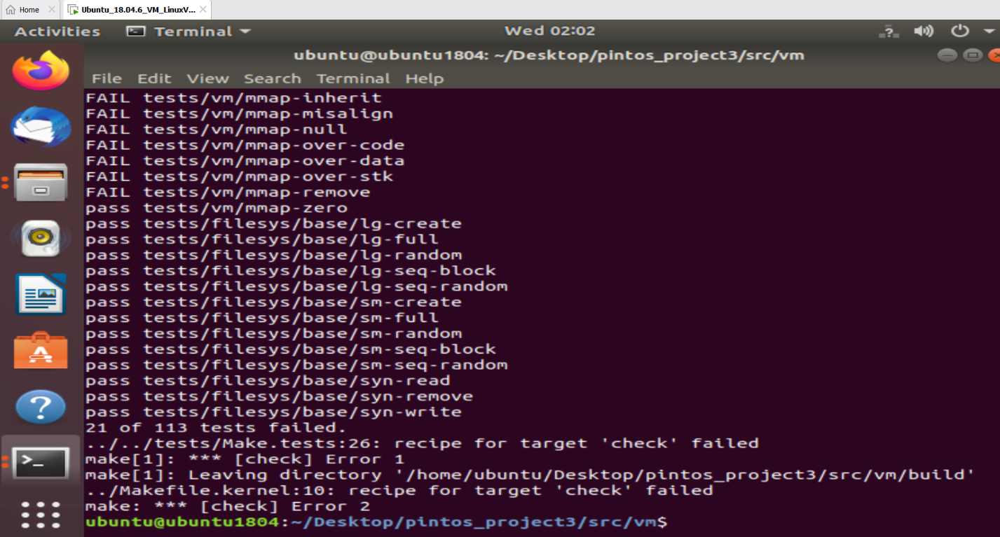 Home
Ubuntu_18.04.6_VM_LinuxV...
Activities Terminal Wed 02:02
ubuntu@ubuntu1804: ~/Desktop/pintos_project3/src/vm
File Edit View Search Terminal Help
FAIL tests/vm/mmap-inherit
FAIL tests/vm/mmap-misalign
FAIL tests/vm/mmap-null
FAIL tests/vm/mmap-over-code
FAIL tests/vm/mmap-over-data
FAIL tests/vm/mmap-over-stk
FAIL tests/vm/mmap-remove
pass tests/vm/mmap-zero
pass tests/filesys/base/lg-create
pass tests/filesys/base/lg-full
pass tests/filesys/base/lg-random
pass tests/filesys/base/lg-seq-block
pass tests/filesys/base/lg-seq-random
pass tests/filesys/base/sm-create
pass tests/filesys/base/sm-full
pass tests/filesys/base/sm-random
pass tests/filesys/base/sm-seq-block
pass tests/filesys/base/sm-seq-random
pass tests/filesys/base/syn-read
pass tests/filesys/base/syn-remove
pass tests/filesys/base/syn-write
21 of 113 tests failed.
../../tests/Make.tests:26: recipe for target 'check' failed
make[1]: *** [check] Error 1
make[1]: Leaving directory '/home/ubuntu/Desktop/pintos_project3/src/vm/build'
../Makefile.kernel:10: recipe for target 'check' failed
make: *** [check] Error 2
ubuntu@ubuntu1804:~/Desktop/pintos_project3/src/vm$